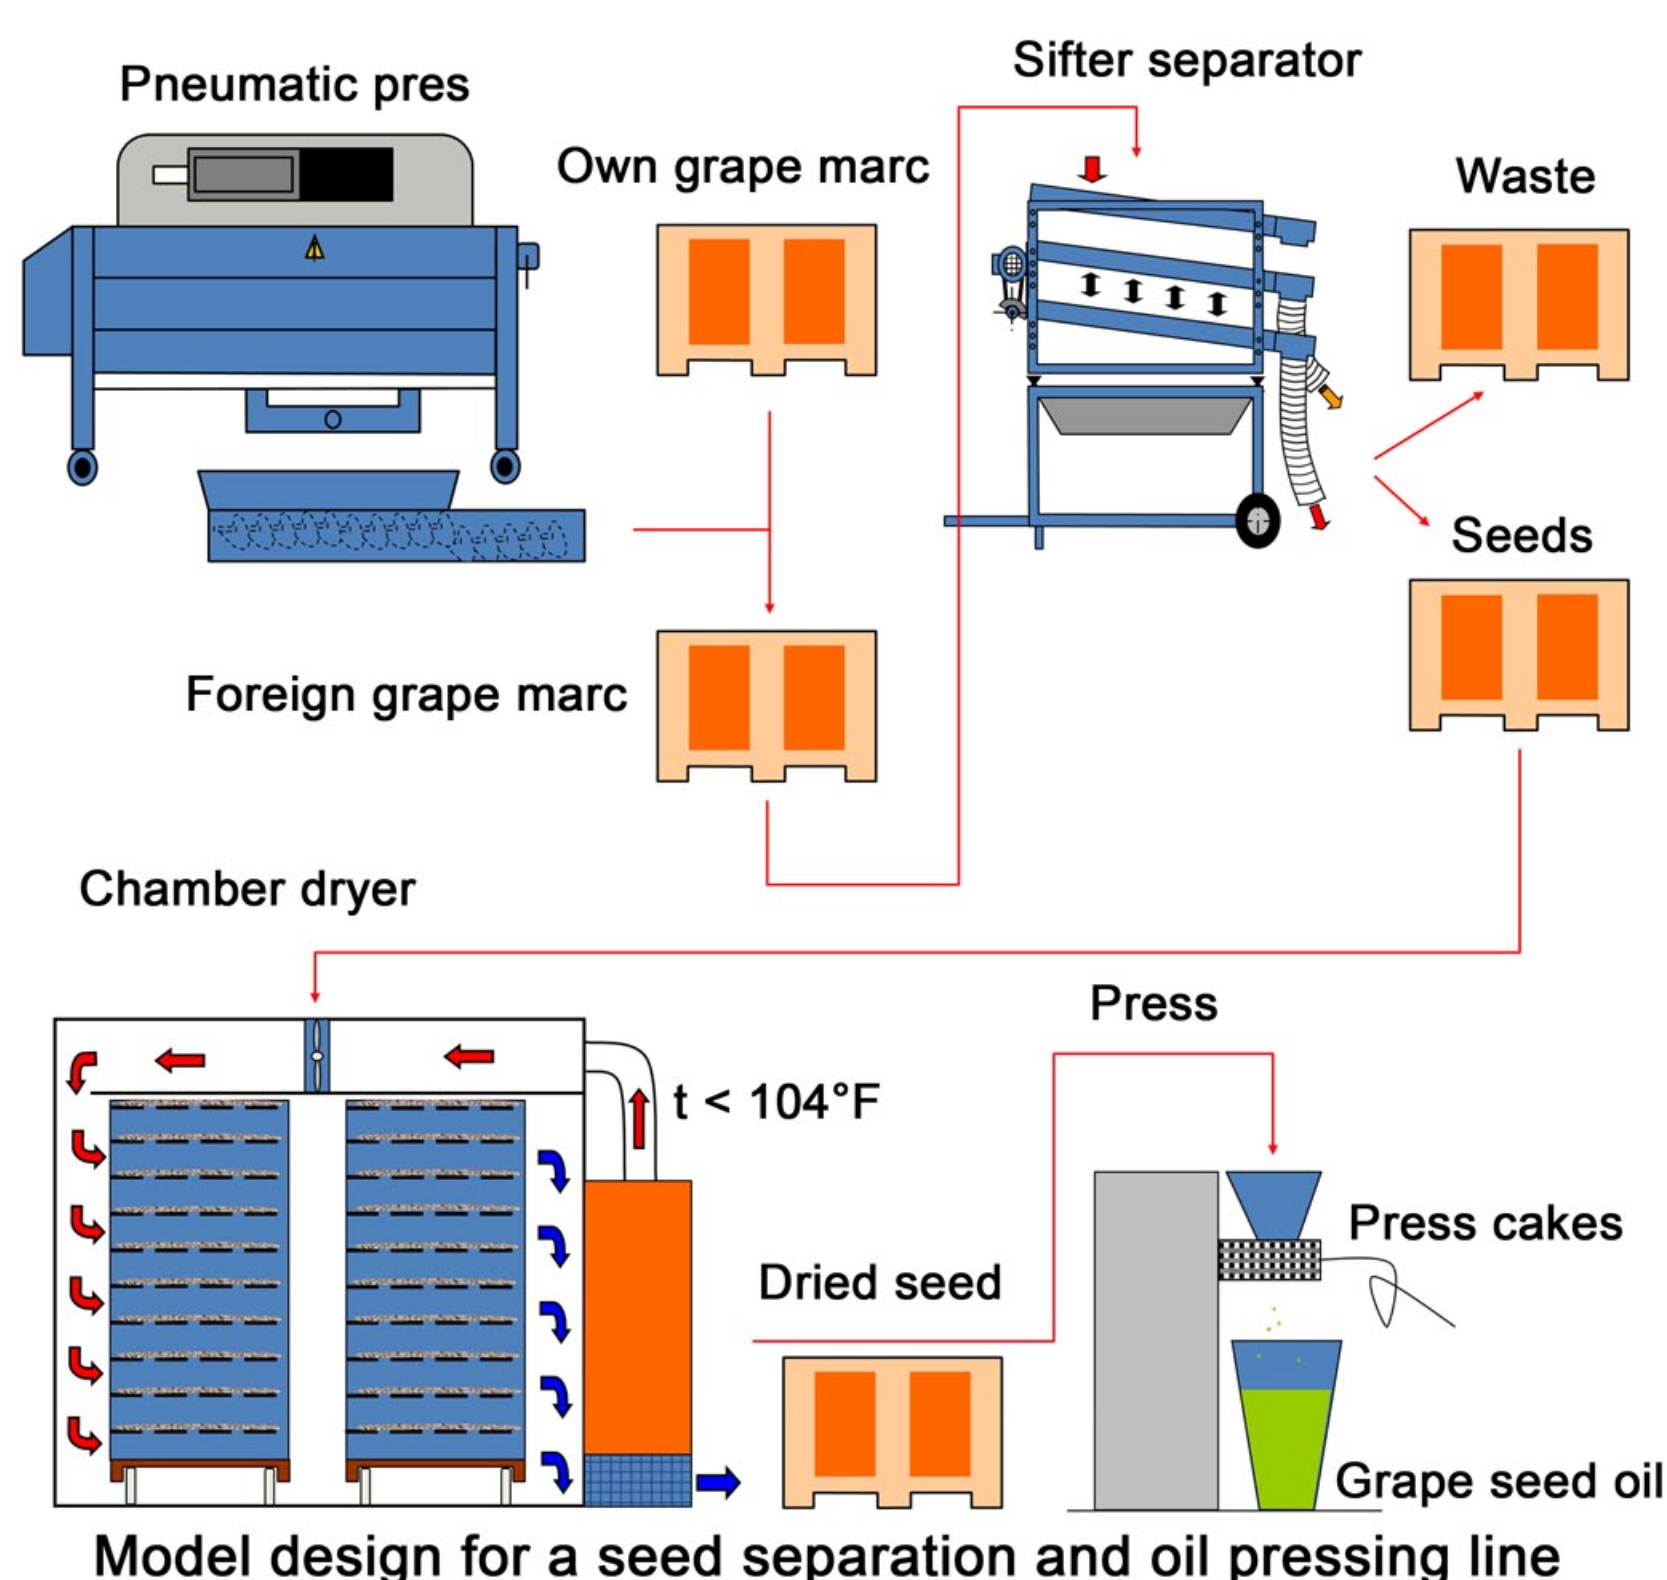 Pneumatic pres
Sifter separator
Own grape marc
Waste
Seeds
Foreign grape marc
Chamber dryer
Press
t < 104°F
Press cakes
Dried seed
Grape seed oil
Model design for a seed separation and oil pressing line